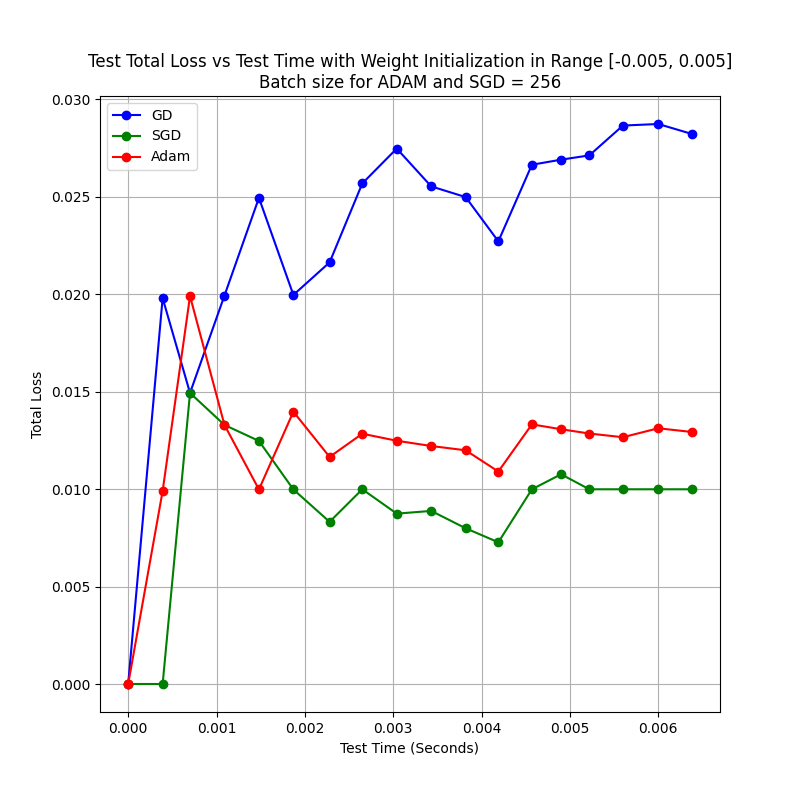 Test Total Loss vs Test Time with Weight Initialization in Range [-0.005, 0.005]
Batch size for ADAM and SGD = 256
GD
SGD
Adam
0.030
0.025
0.020
0.015
0.010
0.005
0.000
Total Loss
0.000
0.001
0.002
0.003
0.004
0.005
0.006
Test Time (Seconds)